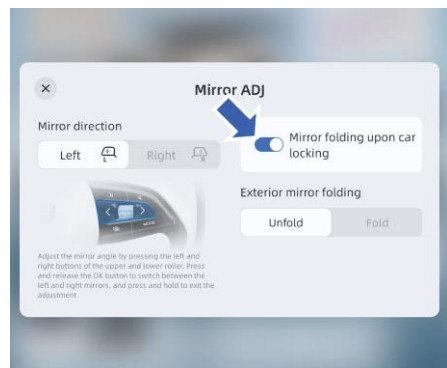 Mirror ADJ
Mirror direction
Left
L
Right
Mirror folding upon car
locking
Exterior mirror folding
Unfold
Fold
Adjust the mirror angle by pressing the left and
right buttons of the upper and lower roller. Press
and release the OK button to switch between the
left and right mirrors, and press and hold to exit the
adjustment